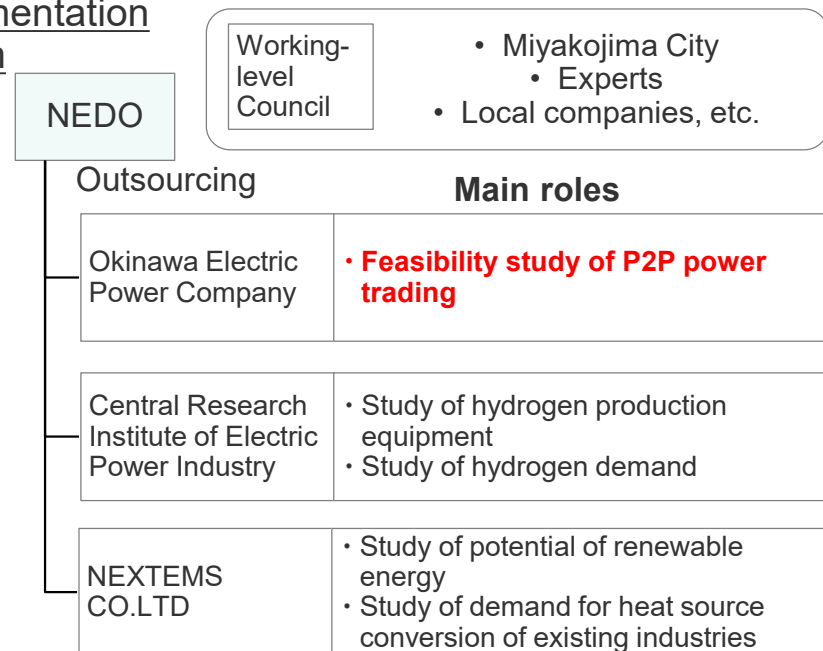 NEDO
Working-
level
Council
• Miyakojima City
• Experts
• Local companies, etc.
Outsourcing
Main roles
Okinawa Electric
Power Company
・Feasibility study of P2P power
trading
Central Research
Institute of Electric
Power Industry
・Study of hydrogen production
equipment
・Study of hydrogen demand
NEXTEMS
CO.LTD
・Study of potential of renewable
energy
・Study of demand for heat source
conversion of existing industries